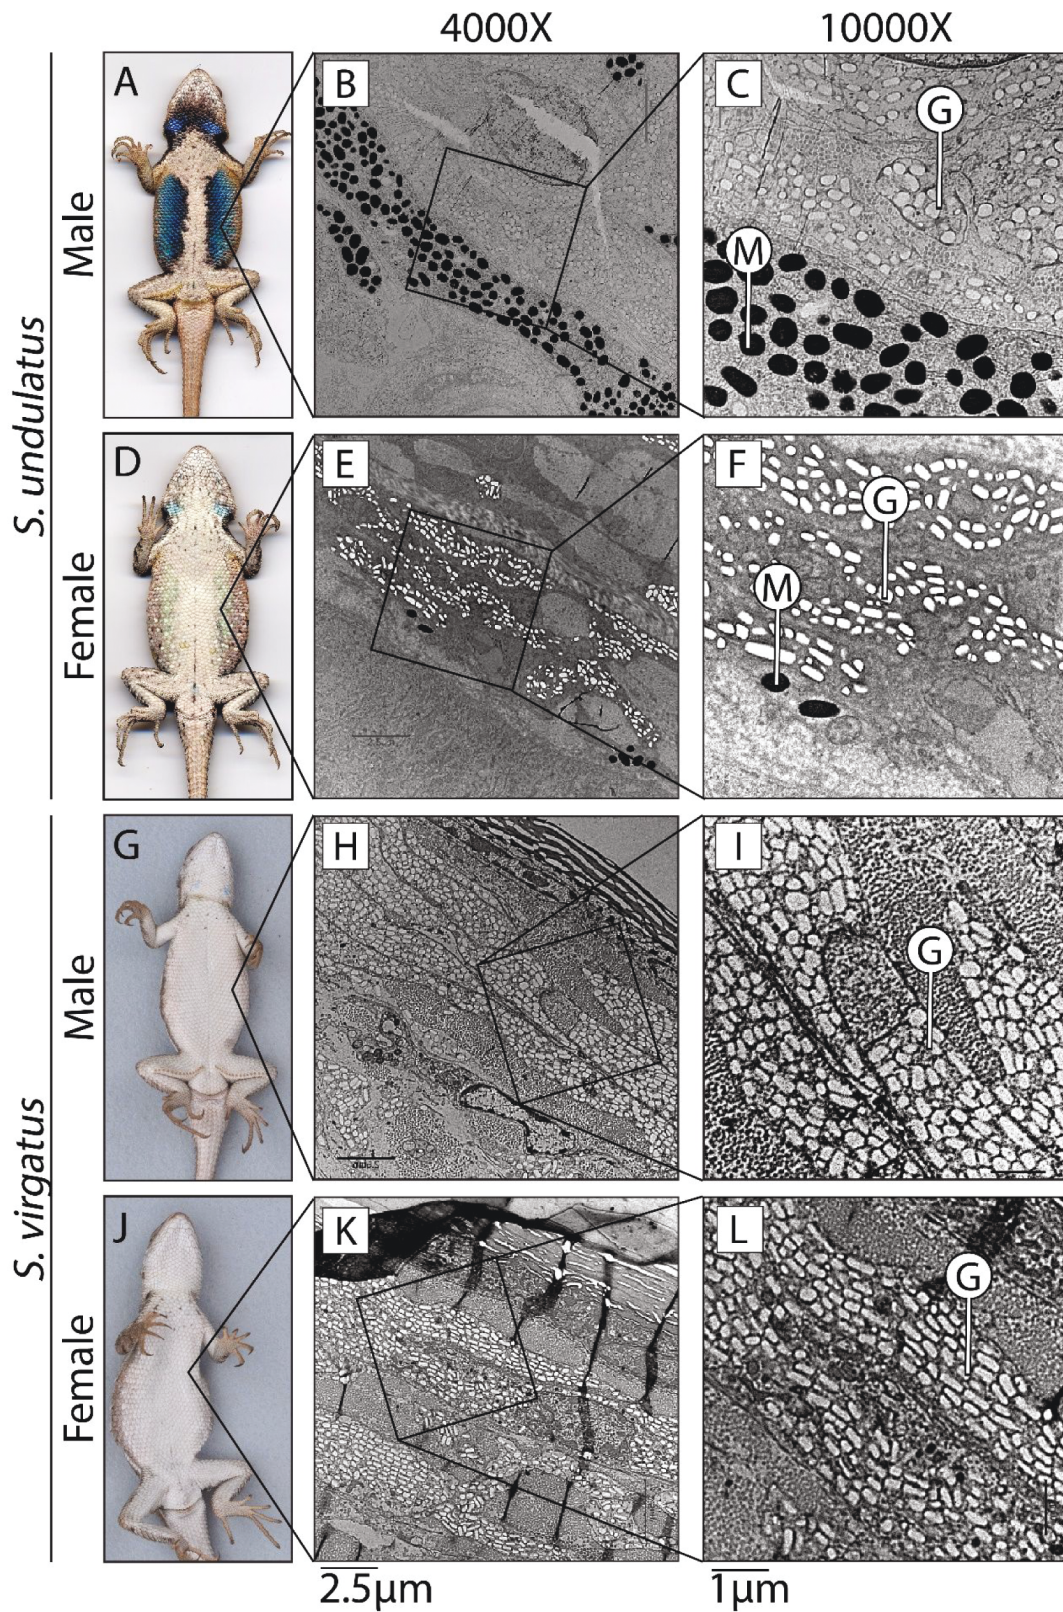 4000X
10000X
S. undulatus
Male
A
B
C
G
M
Female
D
E
F
G
M
S. virgatus
Male
G
H
I
G
Female
J
K
L
G
2.5µm
1µm